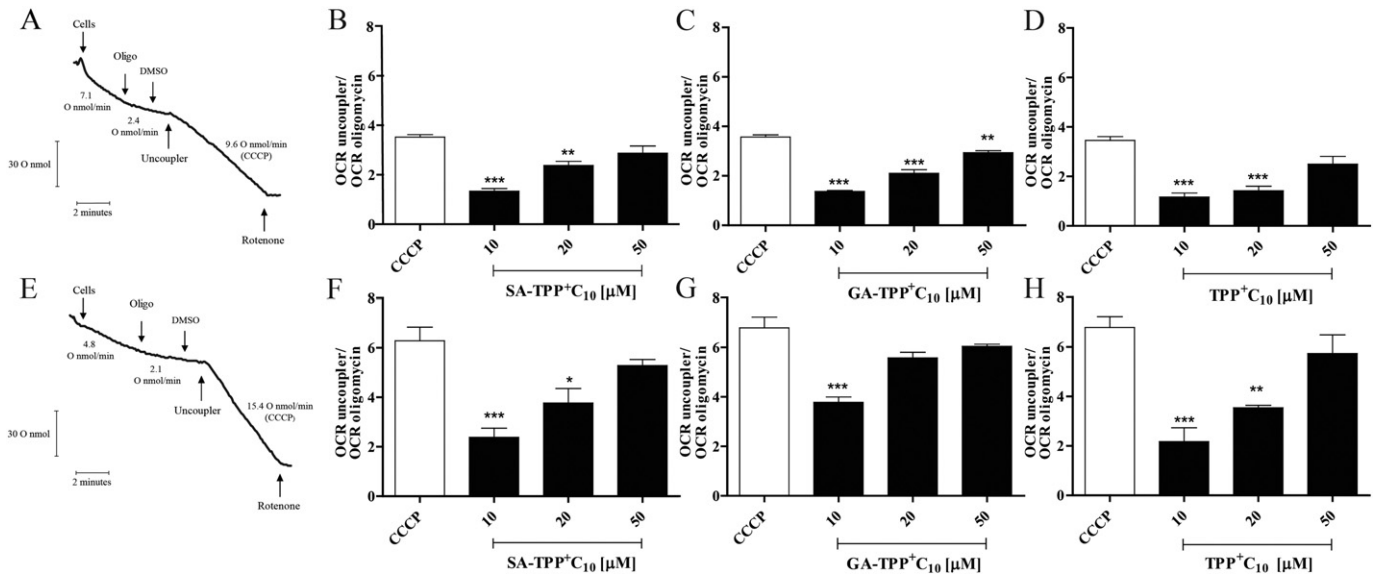 A
Cells
Oligo
DMSO
7.1
O nmol/min
2.4
O nmol/min
Uncoupler
9.6 O nmol/min
(CCCP)
30 O nmol
2 minutes
Rotenone
B
OCR uncoupler/
OCR oligomycin
8
6
4
2
0
***
**
CCCP
10
20
50
SA-TPP⁺C₁₀ [μM]
C
OCR uncoupler/
OCR oligomycin
8
6
4
2
0
***
***
**
CCCP
10
20
50
GA-TPP⁺C₁₀ [μM]
D
OCR uncoupler/
OCR oligomycin
8
6
4
2
0
***
***
CCCP
10
20
50
TPP⁺C₁₀ [μM]
E
Cells
Oligo
DMSO
4.8
O nmol/min
2.1
O nmol/min
Uncoupler
15.4 O nmol/min
(CCCP)
30 O nmol
2 minutes
Rotenone
F
OCR uncoupler/
OCR oligomycin
8
6
4
2
0
***
*
CCCP
10
20
50
SA-TPP⁺C₁₀ [μM]
G
OCR uncoupler/
OCR oligomycin
8
6
4
2
0
***
CCCP
10
20
50
GA-TPP⁺C₁₀ [μM]
H
OCR uncoupler/
OCR oligomycin
8
6
4
2
0
***
**
CCCP
10
20
50
TPP⁺C₁₀ [μM]